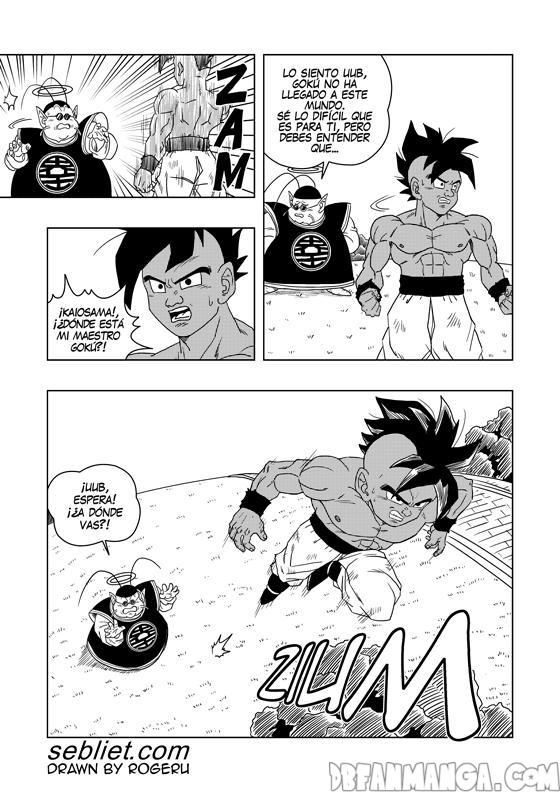 ZAM
¡KAIOSAMA!,
¡¿DÓNDE ESTÁ
MI MAESTRO
GOKÚ?!
LO SIENTO UUB,
GOKÚ NO HA
LLEGADO A ESTE
MUNDO.
SÉ LO DIFÍCIL QUE
ES PARA TI, PERO
DEBES ENTENDER
QUE...
¡UUB,
ESPERA!
¡¿A DÓNDE
VAS?!
ZIUM
sebliet.com
DRAWN BY ROGERU
DBFANMANGA.COM